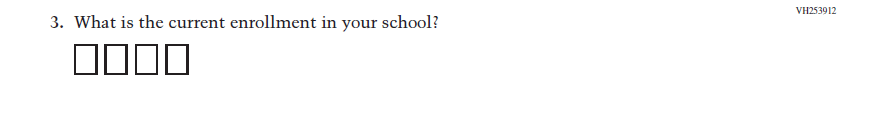 VH253912
3. What is the current enrollment in your school?